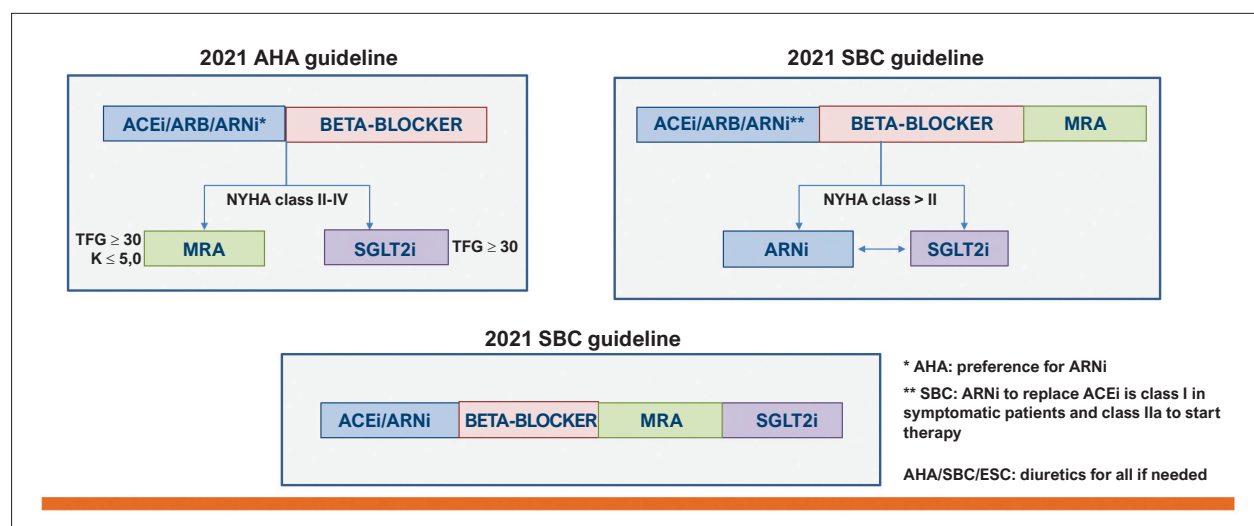 2021 AHA guideline
ACEi/ARB/ARNi*
BETA-BLOCKER
NYHA class II-IV
TFG ≥ 30
K ≤ 5,0
MRA
SGLT2i
TFG ≥ 30
2021 SBC guideline
ACEi/ARB/ARNi**
BETA-BLOCKER
MRA
NYHA class > II
ARNi
SGLT2i
2021 SBC guideline
ACEi/ARNi
BETA-BLOCKER
MRA
SGLT2i
* AHA: preference for ARNi
** SBC: ARNi to replace ACEi is class I in
symptomatic patients and class IIa to start
therapy
AHA/SBC/ESC: diuretics for all if needed